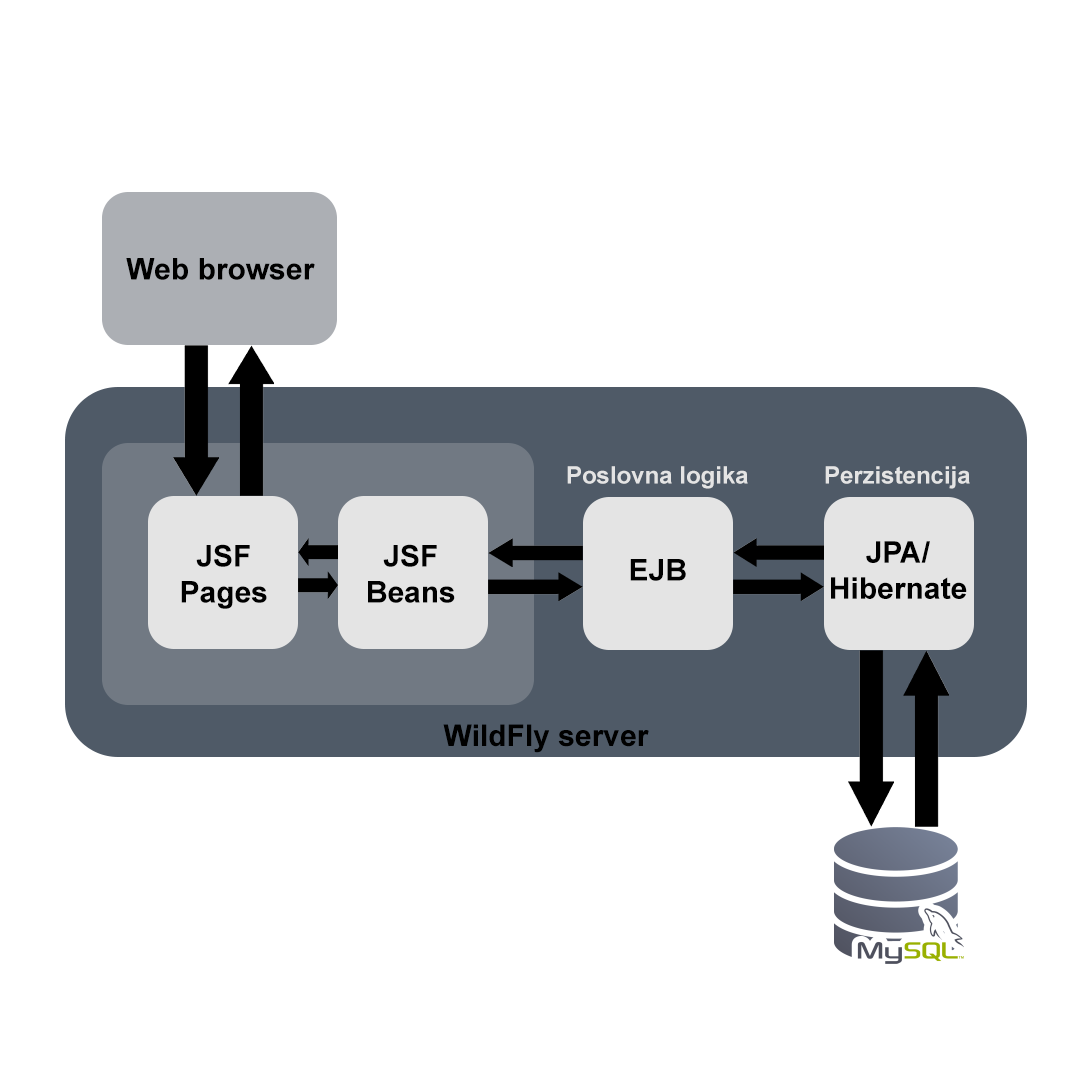 Web browser
Poslovna logika
Perzistencija
JSF
Pages
JSF
Beans
EJB
JPA/
Hibernate
WildFly server
MySQL